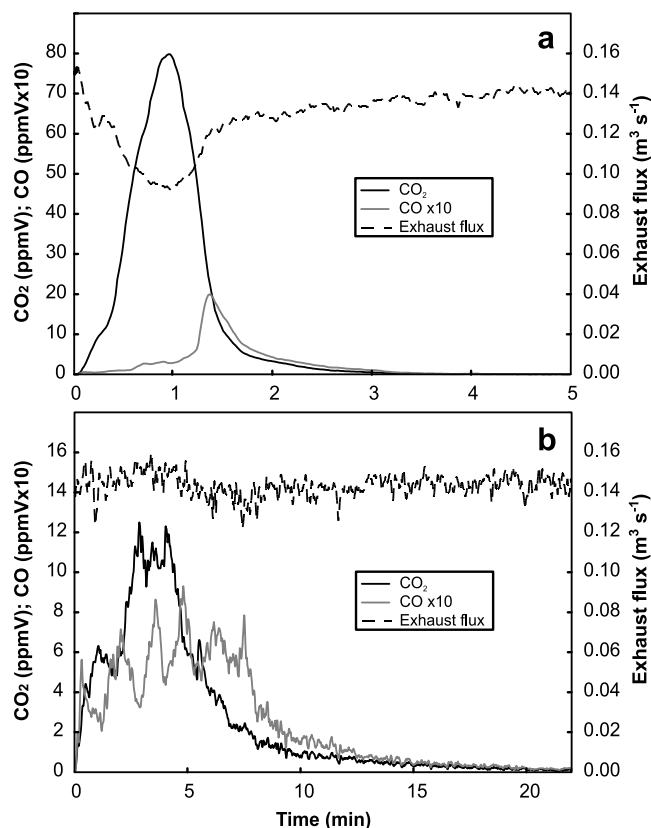 a
CO₂ (ppmV); CO (ppmVx10)
80
70
60
50
40
30
20
10
0
0.16
0.14
0.12
0.10
0.08
0.06
0.04
0.02
0.00
Exhaust flux (m³ s⁻¹)
CO₂
CO x10
Exhaust flux
0 1 2 3 4 5
b
CO₂ (ppmV); CO (ppmVx10)
16
14
12
10
8
6
4
2
0
0.16
0.14
0.12
0.10
0.08
0.06
0.04
0.02
0.00
Exhaust flux (m³ s⁻¹)
CO₂
CO x10
Exhaust flux
0 5 10 15 20
Time (min)